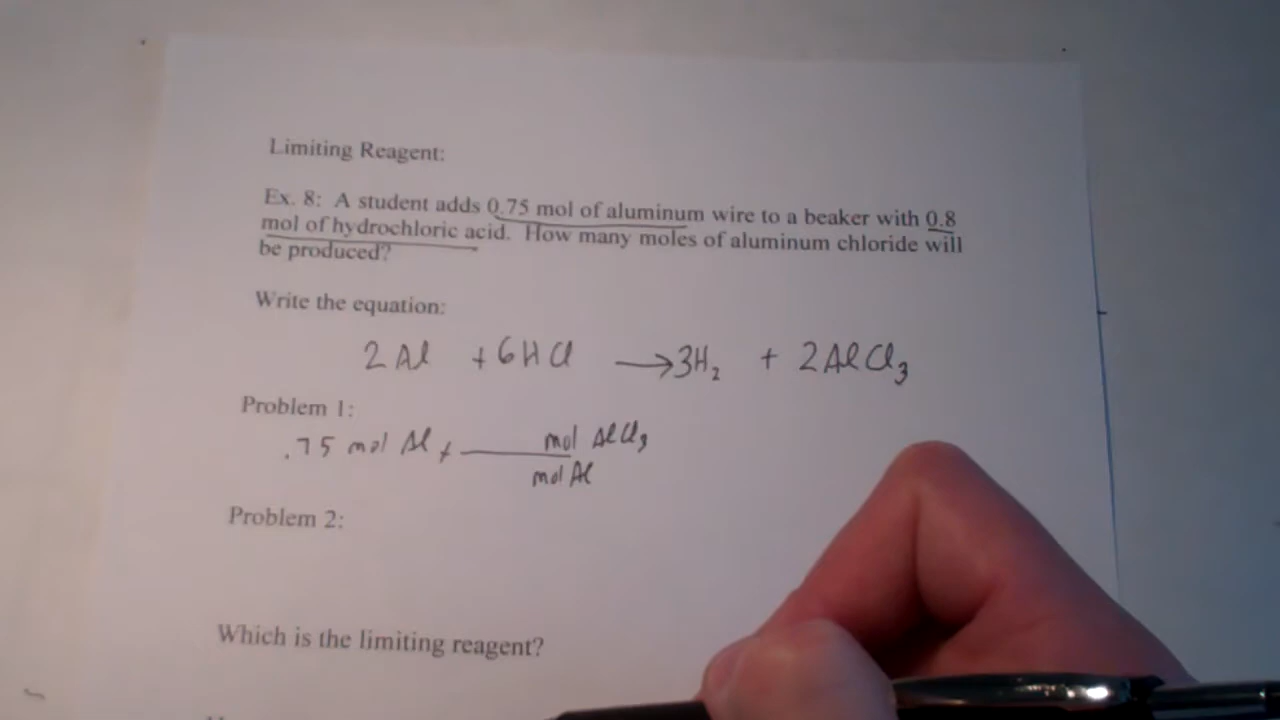 Limiting Reagent:
Ex. 8: A student adds 0.75 mol of aluminum wire to a beaker with 0.8
mol of hydrochloric acid. How many moles of aluminum chloride will
be produced?
Write the equation:
2Al + 6HCl → 3H₂ + 2AlCl₃
Problem 1:
.75 mol Al x mol AlCl₃
mol Al
Problem 2:
Which is the limiting reagent?